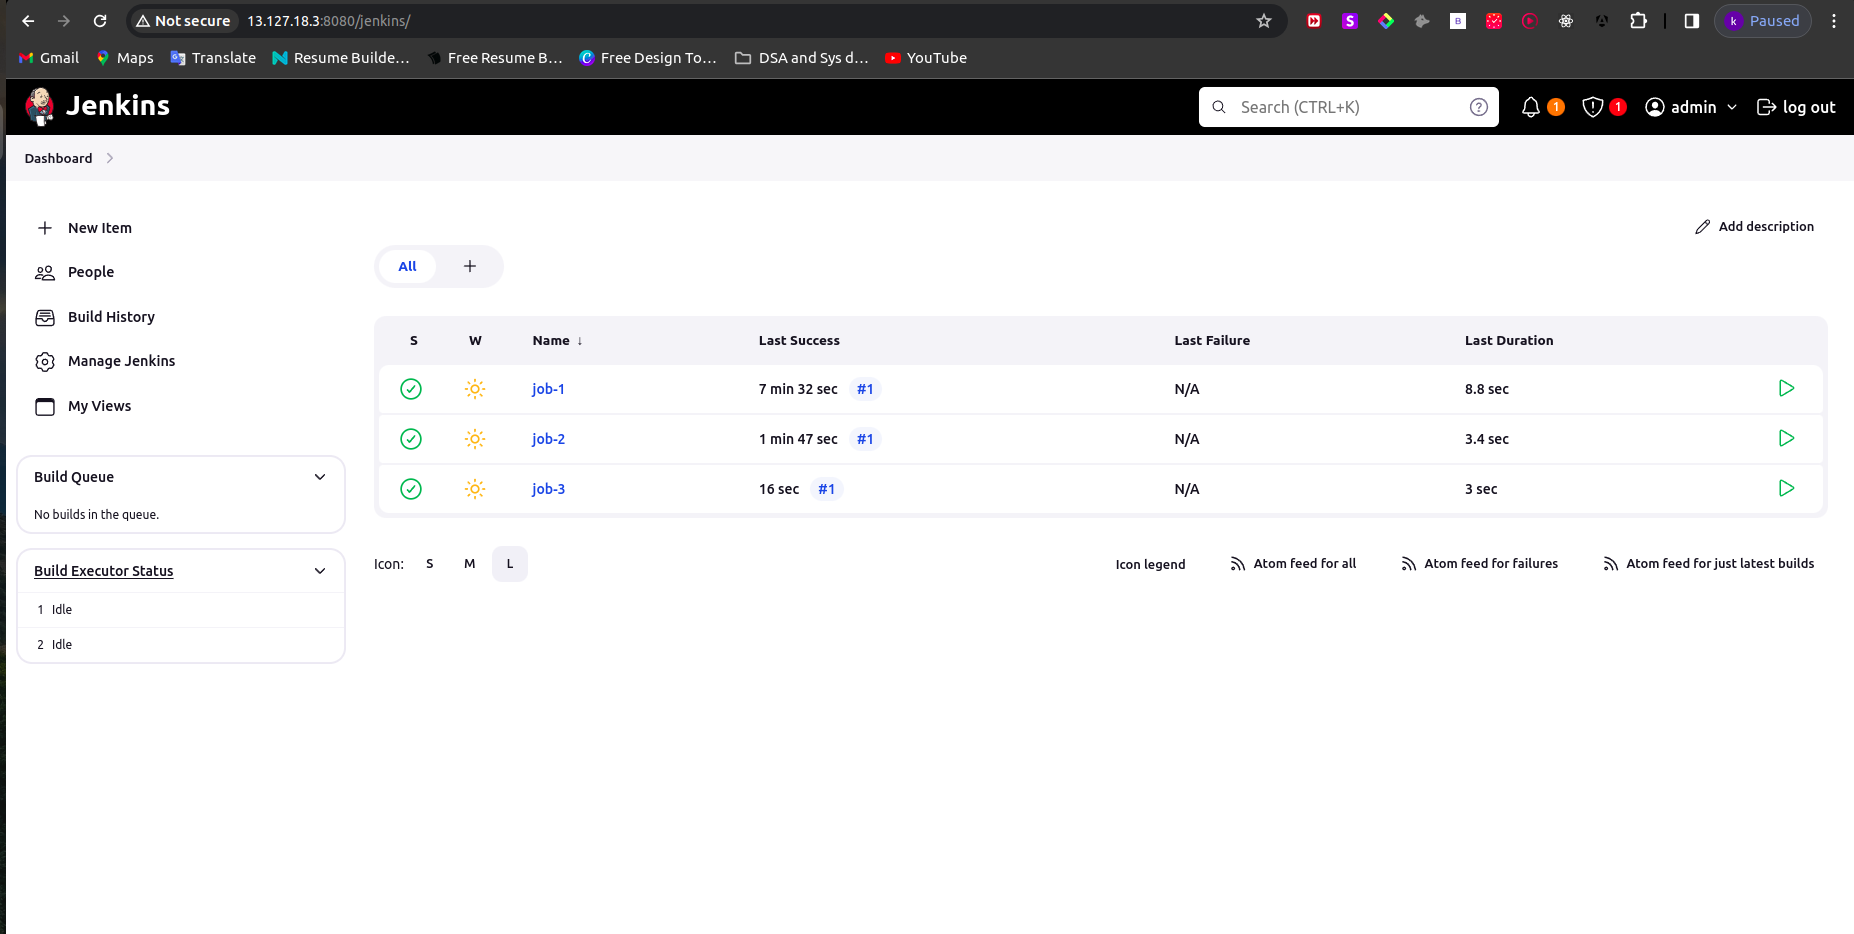 Not secure 13.127.18.3:8080/jenkins/ Paused
Gmail Maps Translate Resume Builde... Free Resume B... Free Design To... DSA and Sys d... YouTube
Jenkins Search (CTRL+K) 1 1 admin log out
Dashboard
New Item
Add description
People
All +
Build History
Manage Jenkins
My Views
S W Name ↓ Last Success Last Failure Last Duration
job-1 7 min 32 sec #1 N/A 8.8 sec
job-2 1 min 47 sec #1 N/A 3.4 sec
job-3 16 sec #1 N/A 3 sec
Build Queue
No builds in the queue.
Build Executor Status
1 Idle
2 Idle
Icon: S M L Icon legend Atom feed for all Atom feed for failures Atom feed for just latest builds